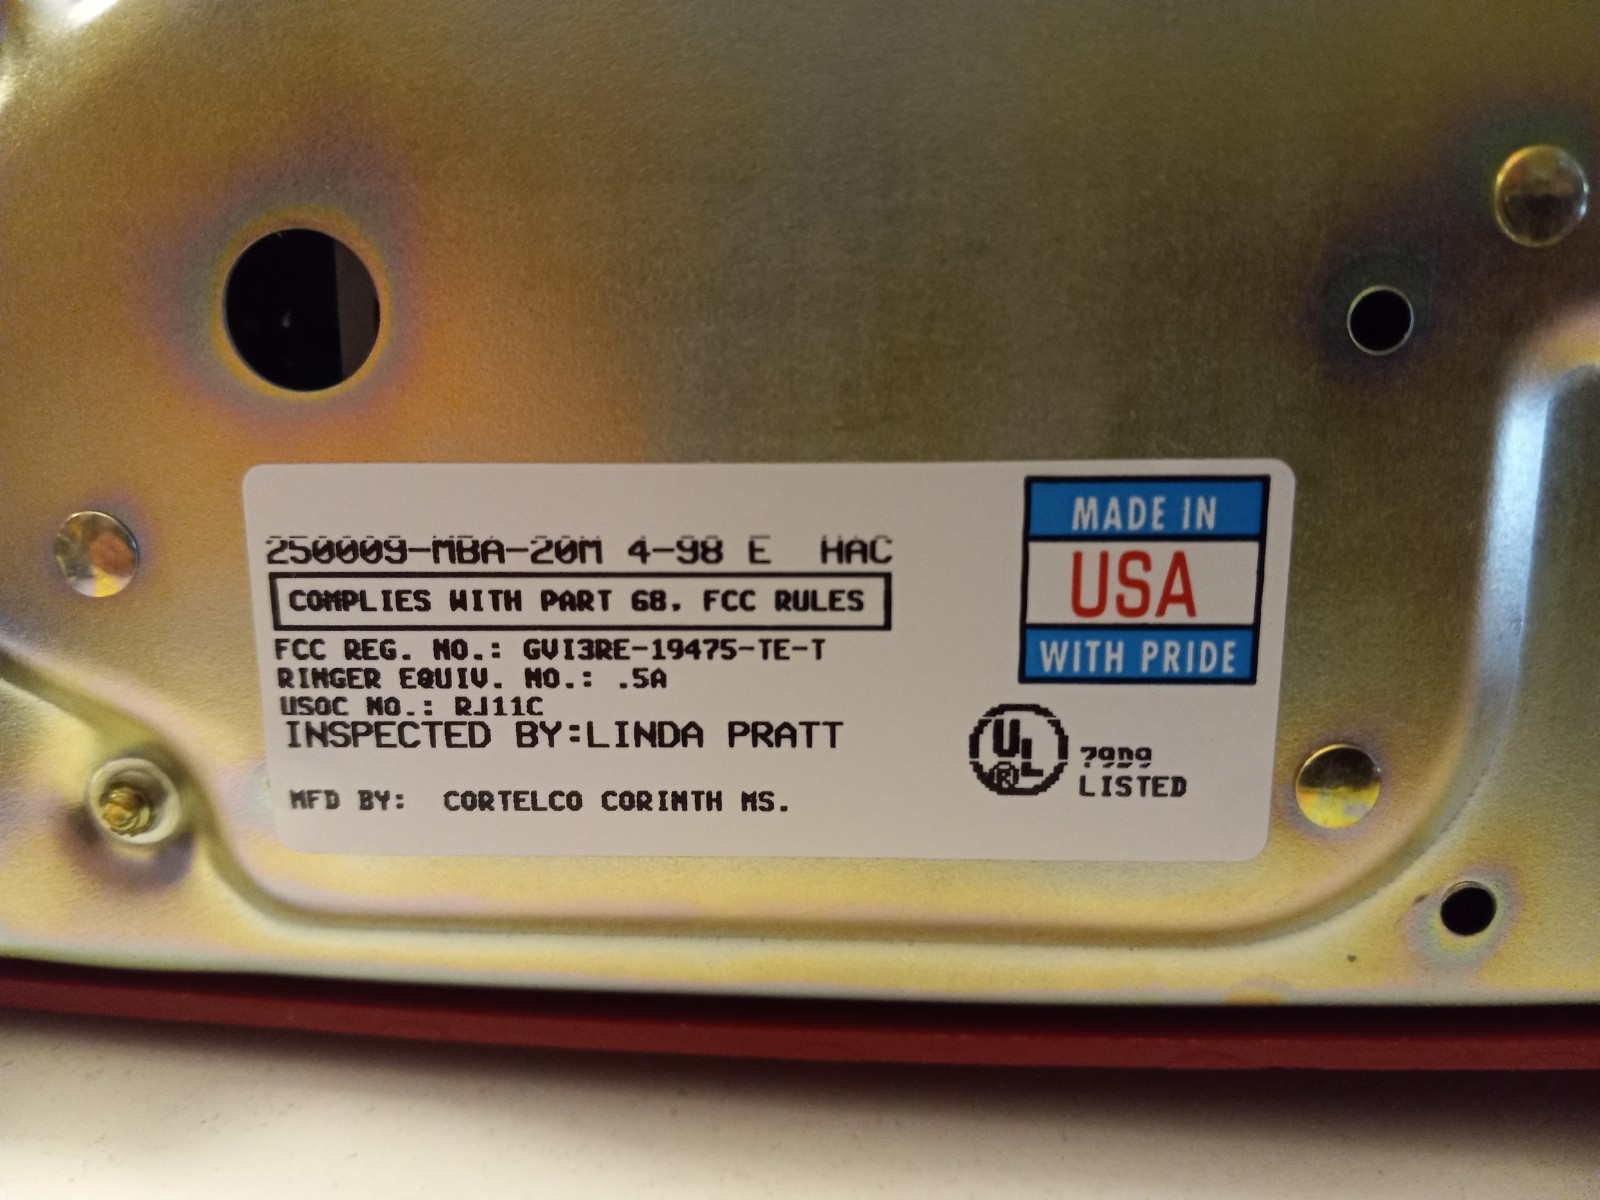 250009-MBA-20M 4-98 E HAC
COMPLIES WITH PART 68, FCC RULES
FCC REG. NO.: GVI3RE-19475-TE-T
RINGER EQUIV. NO.: .5A
USOC NO.: RJ11C
INSPECTED BY:LINDA PRATT
MFD BY: CORTELCO CORINTH MS.
MADE IN
USA
WITH PRIDE
UL
®
79D9
LISTED